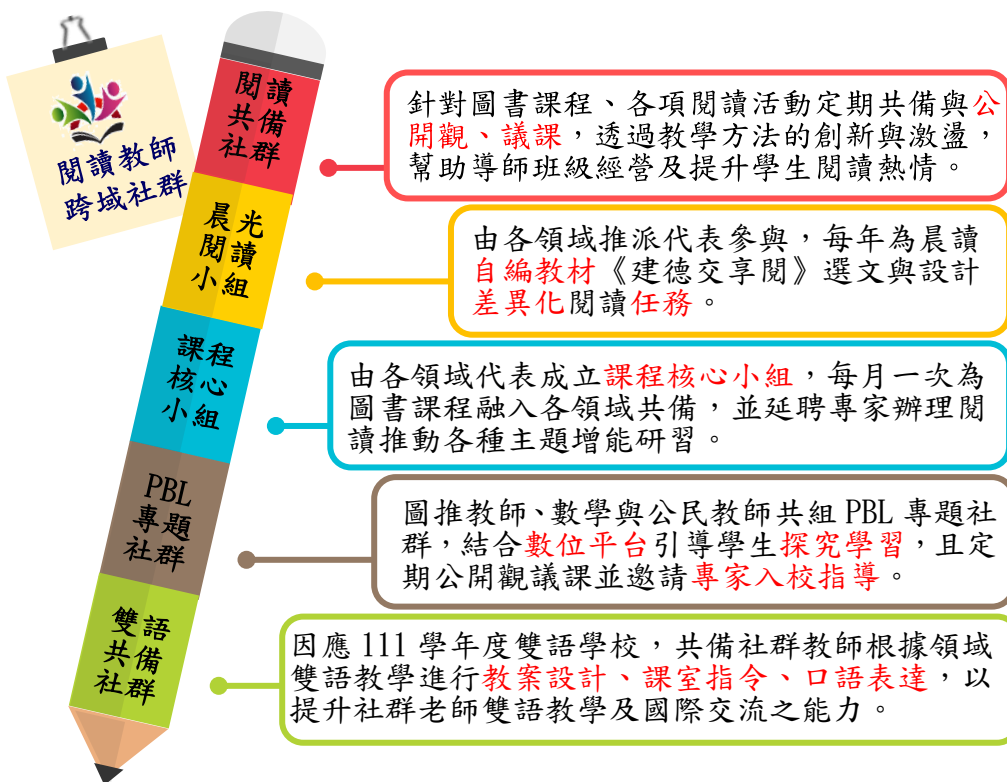 閱讀教師
跨域社群
閱讀
共備
社群
針對圖書課程、各項閱讀活動定期共備與公
開觀、議課，透過教學方法的創新與激盪，
幫助導師班級經營及提升學生閱讀熱情。
晨光
閱讀
小組
由各領域推派代表參與，每年為晨讀
自編教材《建德交享閱》選文與設計
差異化閱讀任務。
課程
核心
小組
由各領域代表成立課程核心小組，每月一次為
圖書課程融入各領域共備，並延聘專家辦理閱
讀推動各種主題增能研習。
PBL
專題
社群
圖推教師、數學與公民教師共組 PBL 專題社
群，結合數位平台引導學生探究學習，且定
期公開觀議課並邀請專家入校指導。
雙語
共備
社群
因應 111 學年度雙語學校，共備社群教師根據領域
雙語教學進行教案設計、課室指令、口語表達，以
提升社群老師雙語教學及國際交流之能力。